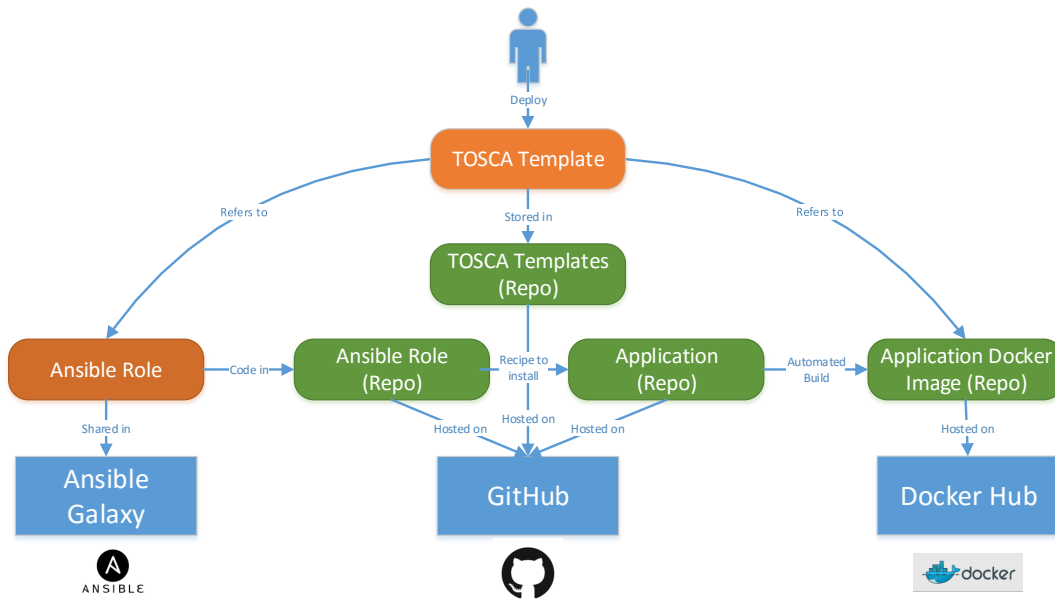 Deploy
TOSCA Template
Refers to
Stored in
Refers to
TOSCA Templates
(Repo)
Ansible Role
Code in
Ansible Role
(Repo)
Recipe to
install
Application
(Repo)
Automated
Build
Application Docker
Image (Repo)
Shared in
Hosted on
Hosted on
Hosted on
Hosted on
Ansible
Galaxy
GitHub
Docker Hub
A
ANSIBLE
docker